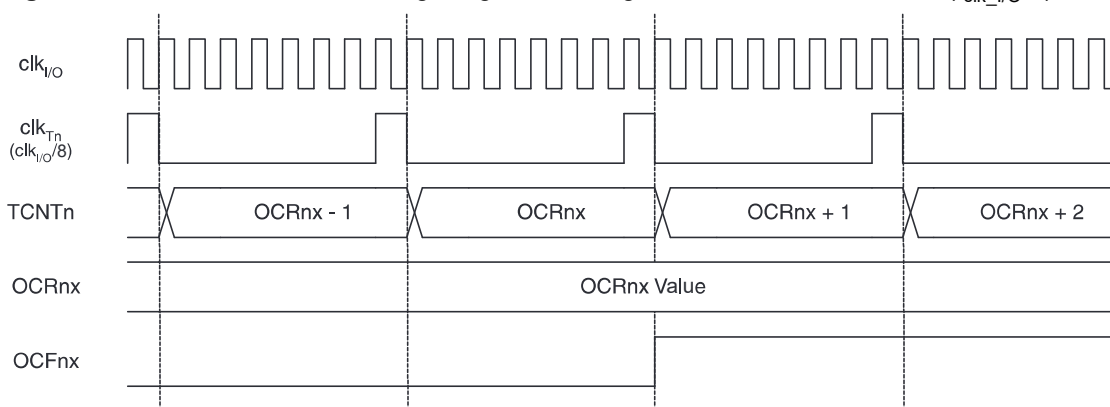 clk_I/O
clk_Tn
(clk_I/O/8)
TCNTn
OCRnx - 1
OCRnx
OCRnx + 1
OCRnx + 2
OCRnx
OCRnx Value
OCFnx